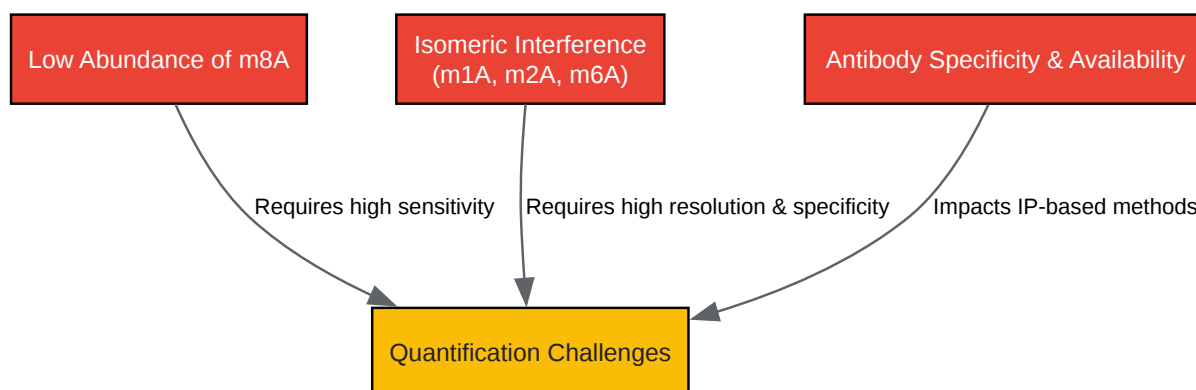 Low Abundance of m8A
Isomeric Interference
(m1A, m2A, m6A)
Antibody Specificity & Availability
Requires high sensitivity
Requires high resolution & specificity
Impacts IP-based methods
Quantification Challenges